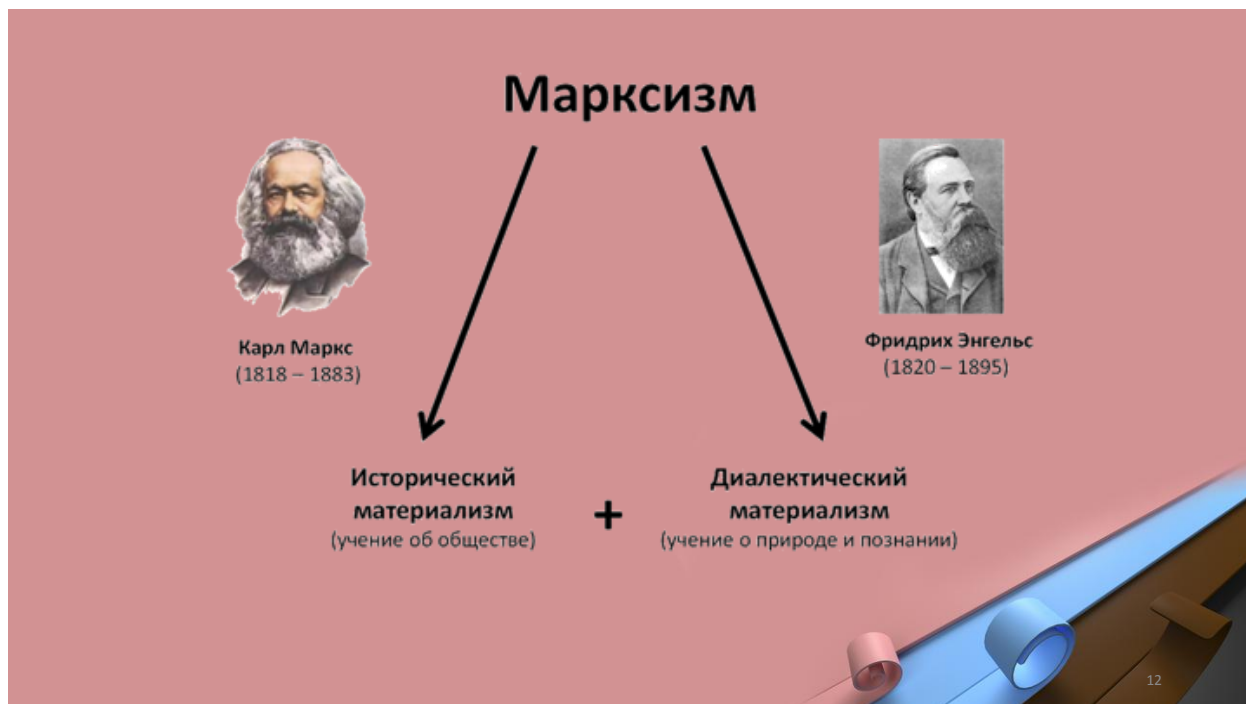 Марксизм
Карл Маркс
(1818 – 1883)
Фридрих Энгельс
(1820 – 1895)
Исторический
материализм
(учение об обществе)
+
Диалектический
материализм
(учение о природе и познании)
12